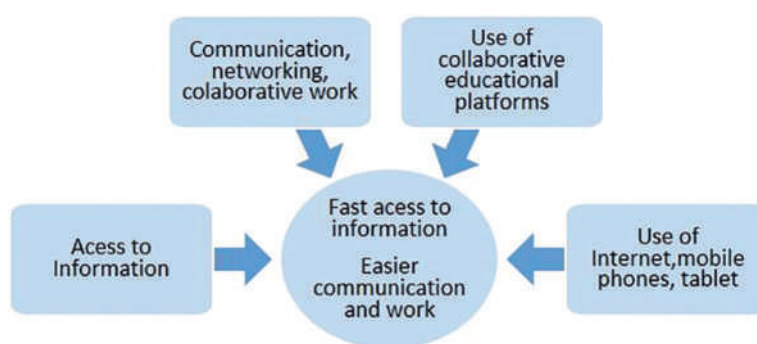 Communication,
networking,
colaborative work
Use of
collaborative
educational
platforms
Acess to
Information
Fast acess to
information
Easier
communication
and work
Use of
Internet,mobile
phones, tablet